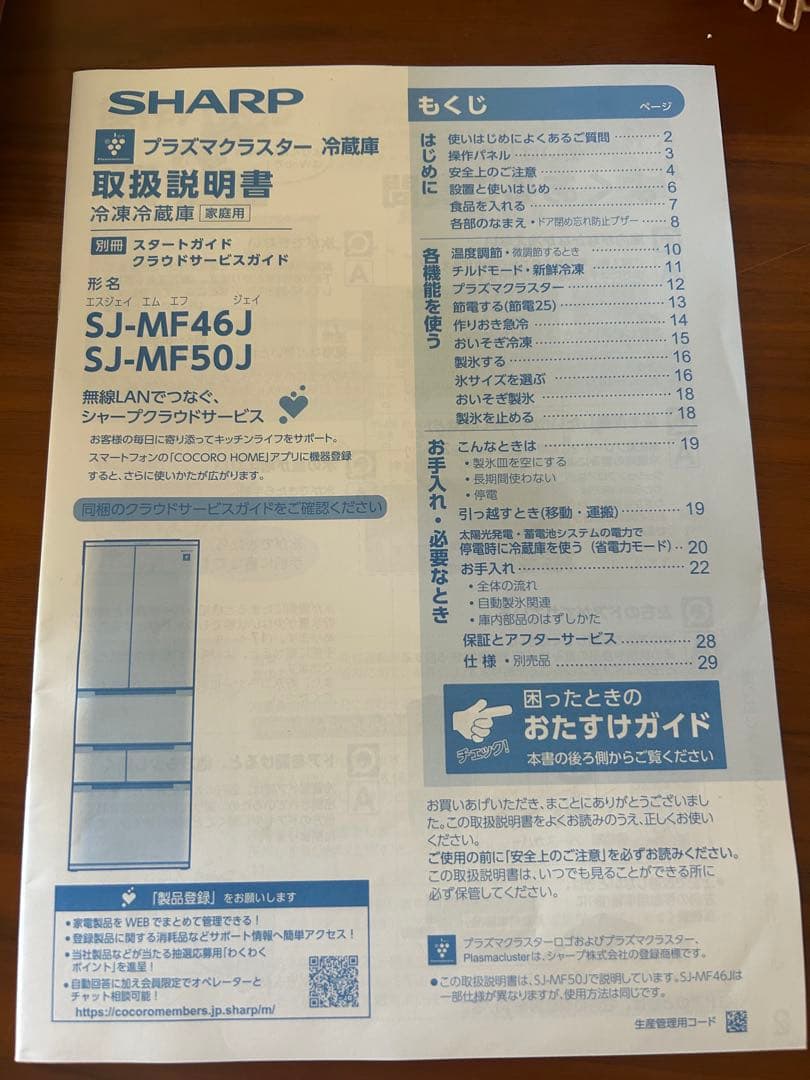 SHARP
Plasmacluster
プラズマクラスター 冷蔵庫
取扱説明書
冷凍冷蔵庫 家庭用
別冊 スタートガイド
クラウドサービスガイド
形名
エスジェイ エム エフ ジェイ
SJ-MF46J
SJ-MF50J
無線LANでつなぐ、
シャープクラウドサービス
お客様の毎日に寄り添ってキッチンライフをサポート。
スマートフォンの「COCORO HOME」アプリに機器登録
すると、さらに使いかたが広がります。
同梱のクラウドサービスガイドをご確認ください
「製品登録」をお願いします
・家電製品をWEBでまとめて管理できる!
・登録製品に関する消耗品などサポート情報へ簡単アクセス!
・当社製品などが当たる抽選応募用「わくわく
ポイント」を進呈!
・自動回答に加え会員限定でオペレーターと
チャット相談可能!
https://cocoromembers.jp.sharp/m/
もくじ ページ
はじめに
使いはじめによくあるご質問 ………… 2
操作パネル ………… 3
安全上のご注意 ………… 4
設置と使いはじめ ………… 6
食品を入れる ………… 7
各部のなまえ・ドア閉め忘れ防止ブザー ‥ 8
各機能を使う
温度調節・微調節するとき ………… 10
チルドモード・新鮮冷凍 ………… 11
プラズマクラスター ………… 12
節電する(節電25) ………… 13
作りおき急冷 ………… 14
おいそぎ冷凍 ………… 15
製氷する ………… 16
氷サイズを選ぶ ………… 16
おいそぎ製氷 ………… 18
製氷を止める ………… 18
お手入れ・必要なとき
こんなときは ………… 19
・製氷皿を空にする
・長期間使わない
・停電
引っ越すとき(移動・運搬) ………… 19
太陽光発電・蓄電池システムの電力で
停電時に冷蔵庫を使う(省電力モード) ‥ 20
お手入れ ………… 22
・全体の流れ
・自動製氷関連
・庫内部品のはずしかた
保証とアフターサービス ………… 28
仕様・別売品 ………… 29
チェック!
困ったときの
おたすけガイド
本書の後ろ側からご覧ください
お買いあげいただき、まことにありがとうございまし
た。この取扱説明書をよくお読みのうえ、正しくお使い
ください。
ご使用の前に「安全上のご注意」を必ずお読みください。
この取扱説明書は、いつでも見ることができる所に
必ず保管してください。
プラズマクラスターロゴおよびプラズマクラスター、
Plasmaclusterは、シャープ株式会社の登録商標です。
●この取扱説明書は、SJ-MF50Jで説明しています。SJ-MF46Jは
一部仕様が異なりますが、使用方法は同じです。
生産管理用コード